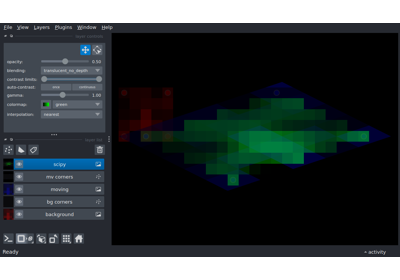 File View Layers Plugins Window Help
opacity: 0.50
blending: translucent_no_depth
contrast limits:
auto-contrast: once continuous
gamma: 1.00
colormap: green
interpolation: nearest
scipy
mv corners
moving
bg corners
background
Ready activity